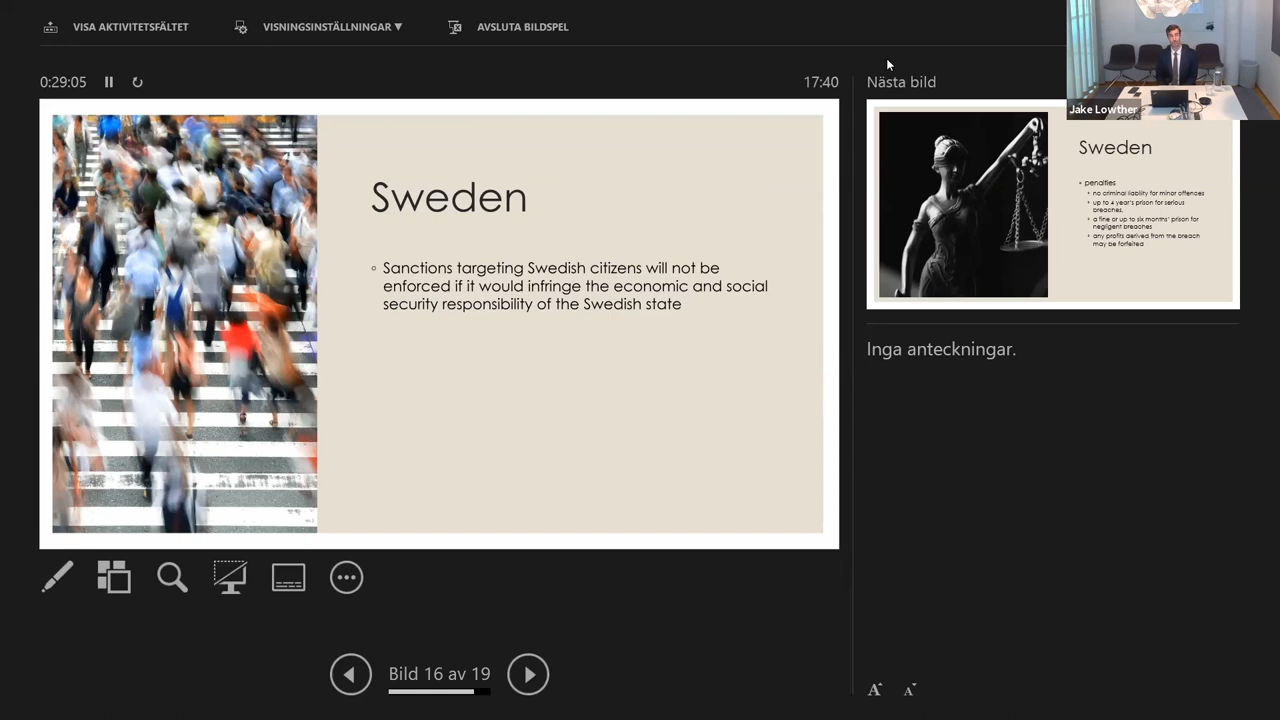 VISA AKTIVITETSFÄLTET
VISNINGSINSTÄLLNINGAR ▼
AVSLUTA BILDSPEL
0:29:05
17:40
Nästa bild
Jake Lowther
Sweden
Sanctions targeting Swedish citizens will not be
enforced if it would infringe the economic and social
security responsibility of the Swedish state
Sweden
penalties
no criminal liability for minor offences
up to 4 year's prison for serious
breaches.
a fine or up to six months' prison for
negligent breaches
any profits derived from the breach
may be forfeited
Inga anteckningar.
Bild 16 av 19
A A